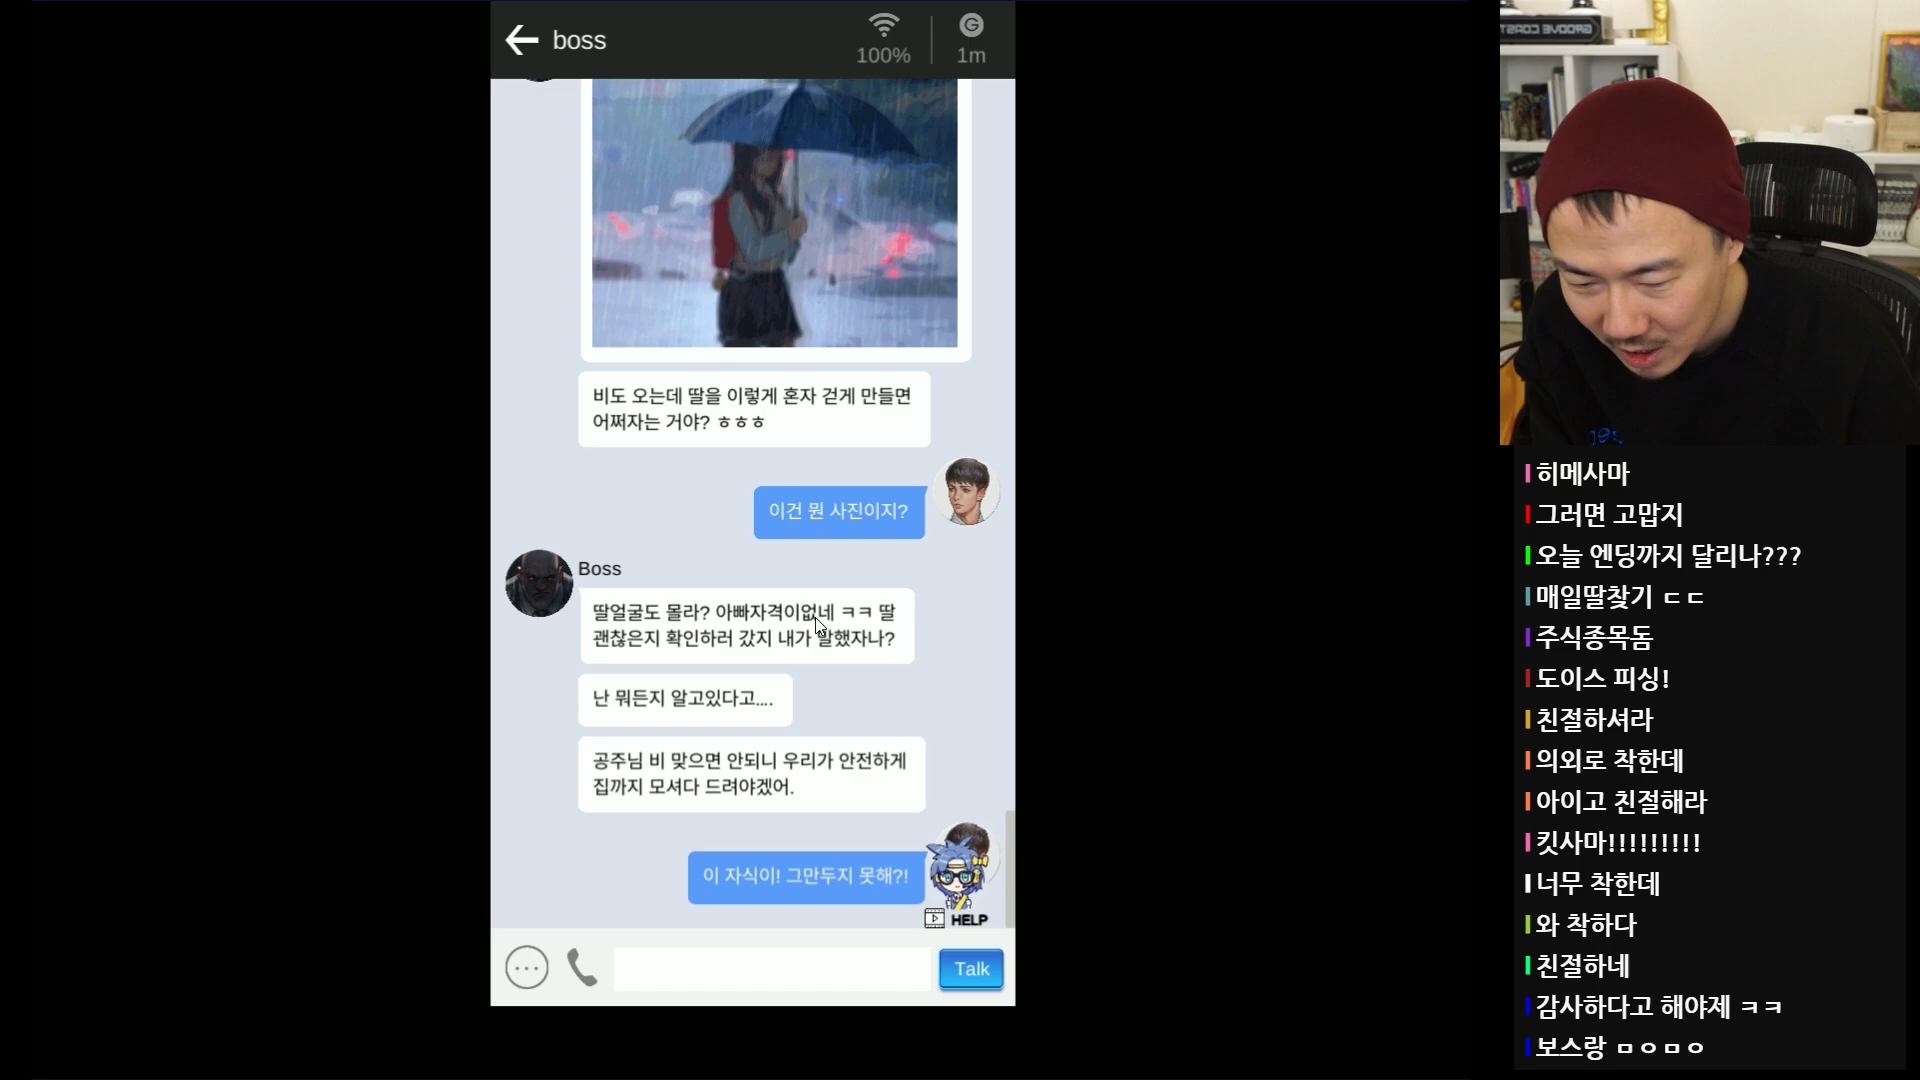 boss
100%
1m
비도 오는데 딸을 이렇게 혼자 걷게 만들면
어쩌자는 거야? ㅎㅎㅎ
이건 뭔 사진이지?
Boss
딸얼굴도 몰라? 아빠자격이없네 ㅋㅋ 딸
괜찮은지 확인하러 갔지 내가 말했자나?
난 뭐든지 알고있다고....
공주님 비 맞으면 안되니 우리가 안전하게
집까지 모셔다 드려야겠어.
이 자식이! 그만두지 못해?!
HELP
Talk
히메사마
그러면 고맙지
오늘 엔딩까지 달리나???
매일딸찾기 ㄷㄷ
주식종목돔
도이스 피싱!
친절하셔라
의외로 착한데
아이고 친절해라
킷사마!!!!!!!!!
너무 착한데
와 착하다
친절하네
감사하다고 해야제 ㅋㅋ
보스랑 ㅁㅇㅁㅇ